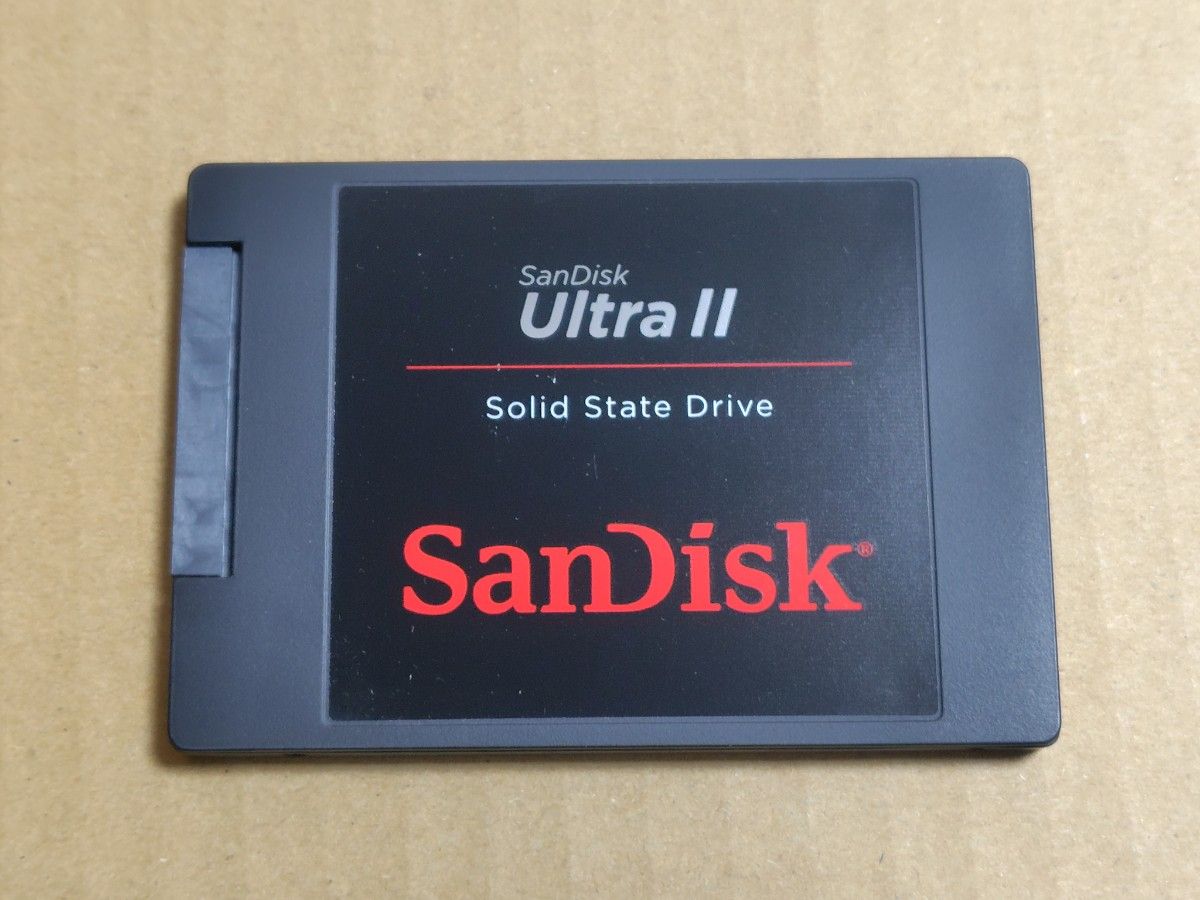 SanDisk
Ultra II
Solid State Drive
SanDisk®